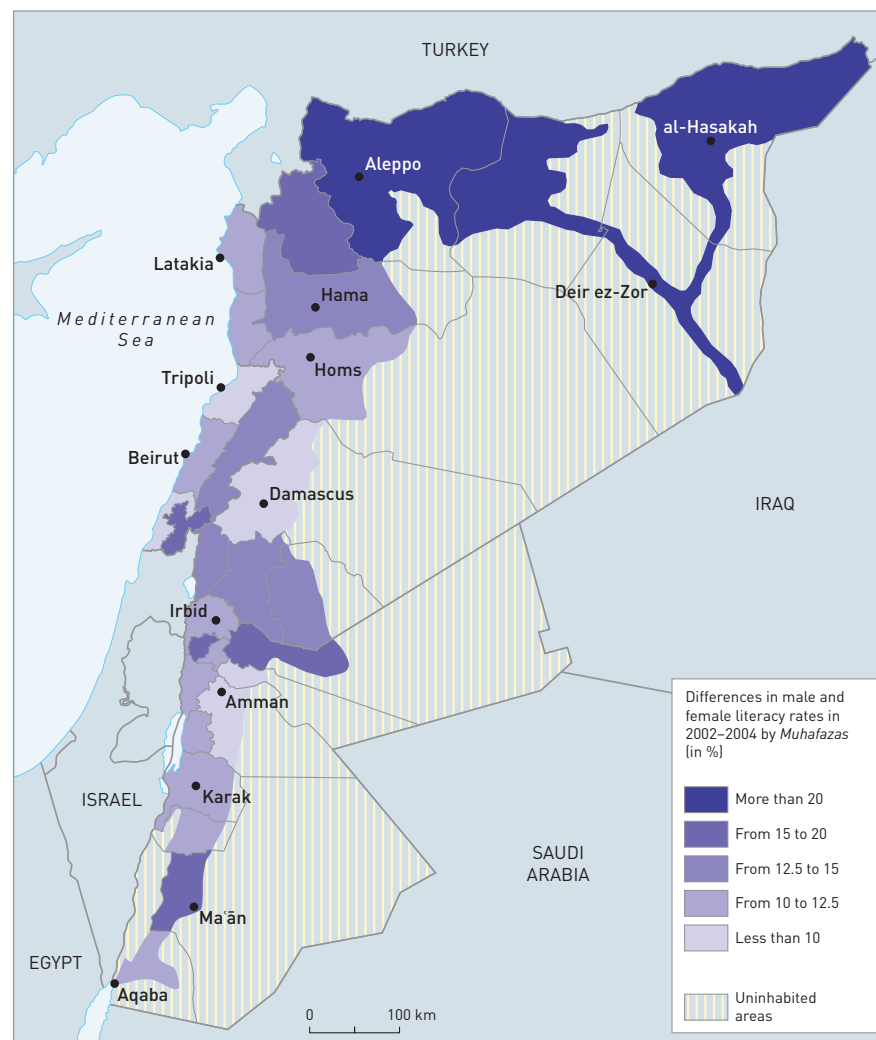 TURKEY
al-Hasakah
Aleppo
Latakia
Hama
Deir ez-Zor
Mediterranean
Sea
Homs
Tripoli
Beirut
Damascus
IRAQ
Irbid
Amman
ISRAEL
Karak
SAUDI
ARABIA
Maʿān
EGYPT
Aqaba
0 100 km
Differences in male and
female literacy rates in
2002–2004 by Muhafazas
(in %)
More than 20
From 15 to 20
From 12.5 to 15
From 10 to 12.5
Less than 10
Uninhabited
areas